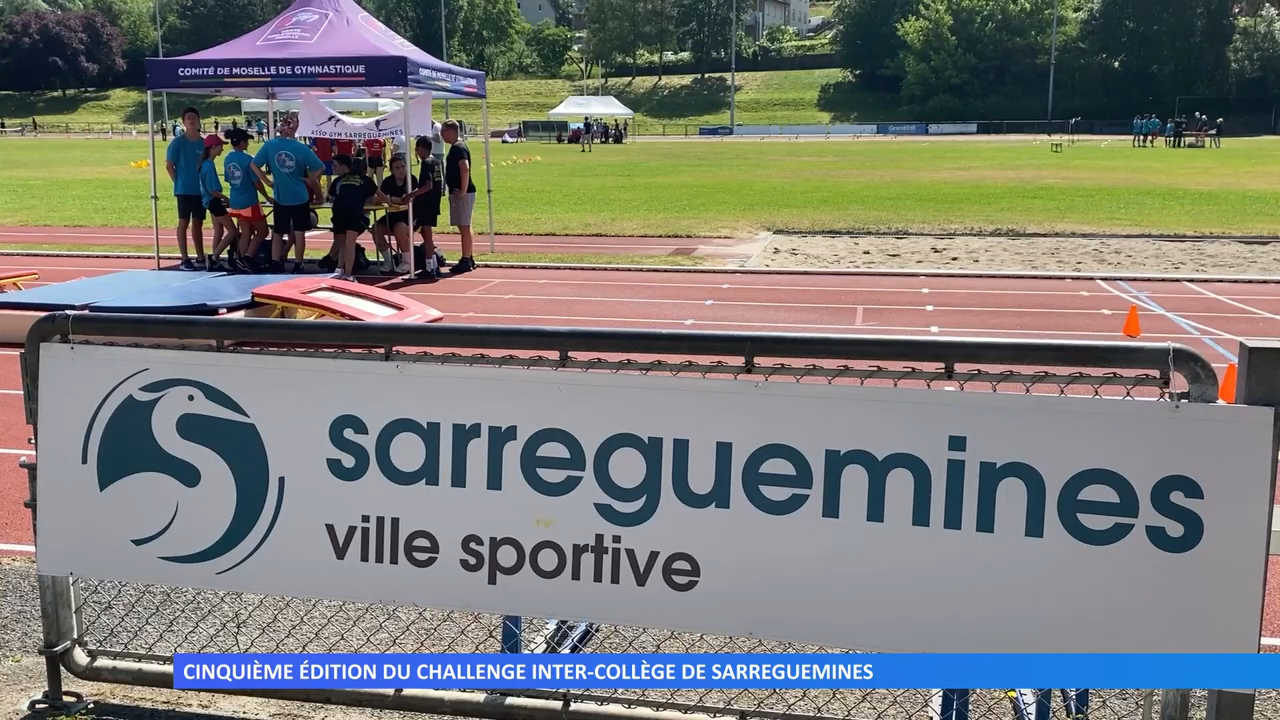 COMITÉ DE MOSELLE DE GYMNASTIQUE
ASSO GYM SARREGUEMINES
sarreguemines
ville sportive
CINQUIÈME ÉDITION DU CHALLENGE INTER-COLLÈGE DE SARREGUEMINES